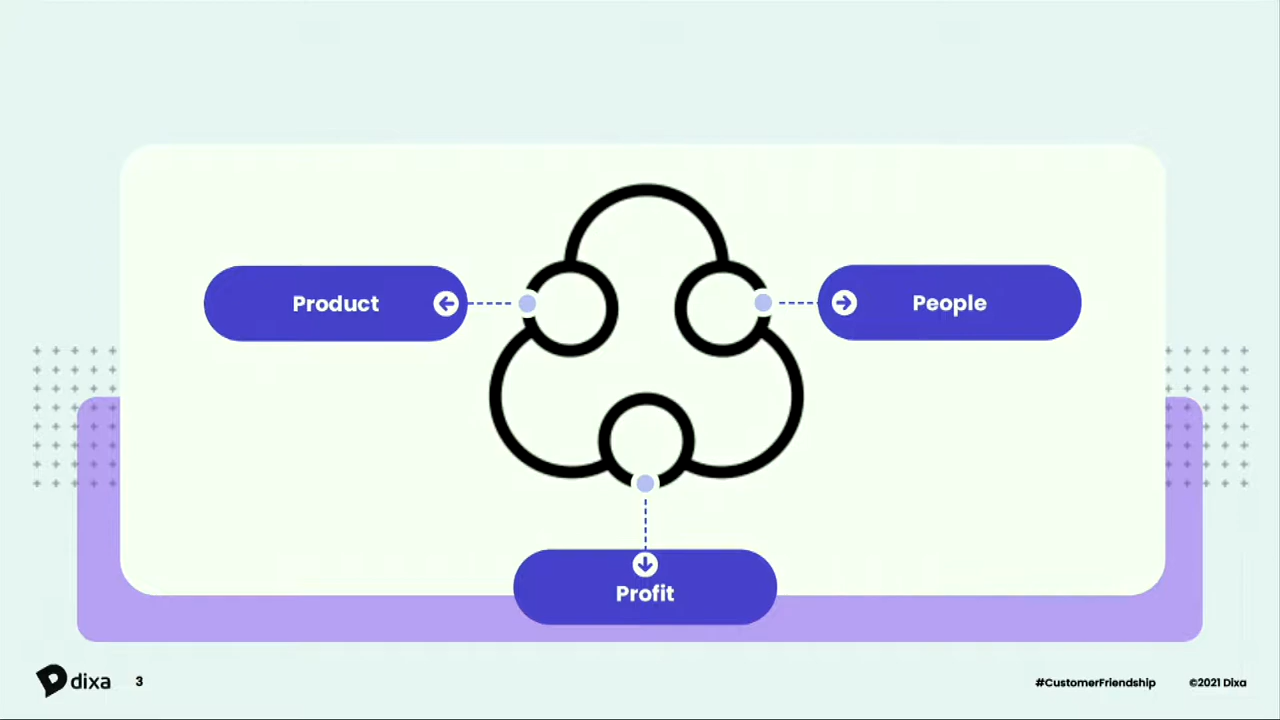 Product
People
Profit
dixa
3
#CustomerFriendship
©2021 Dixa